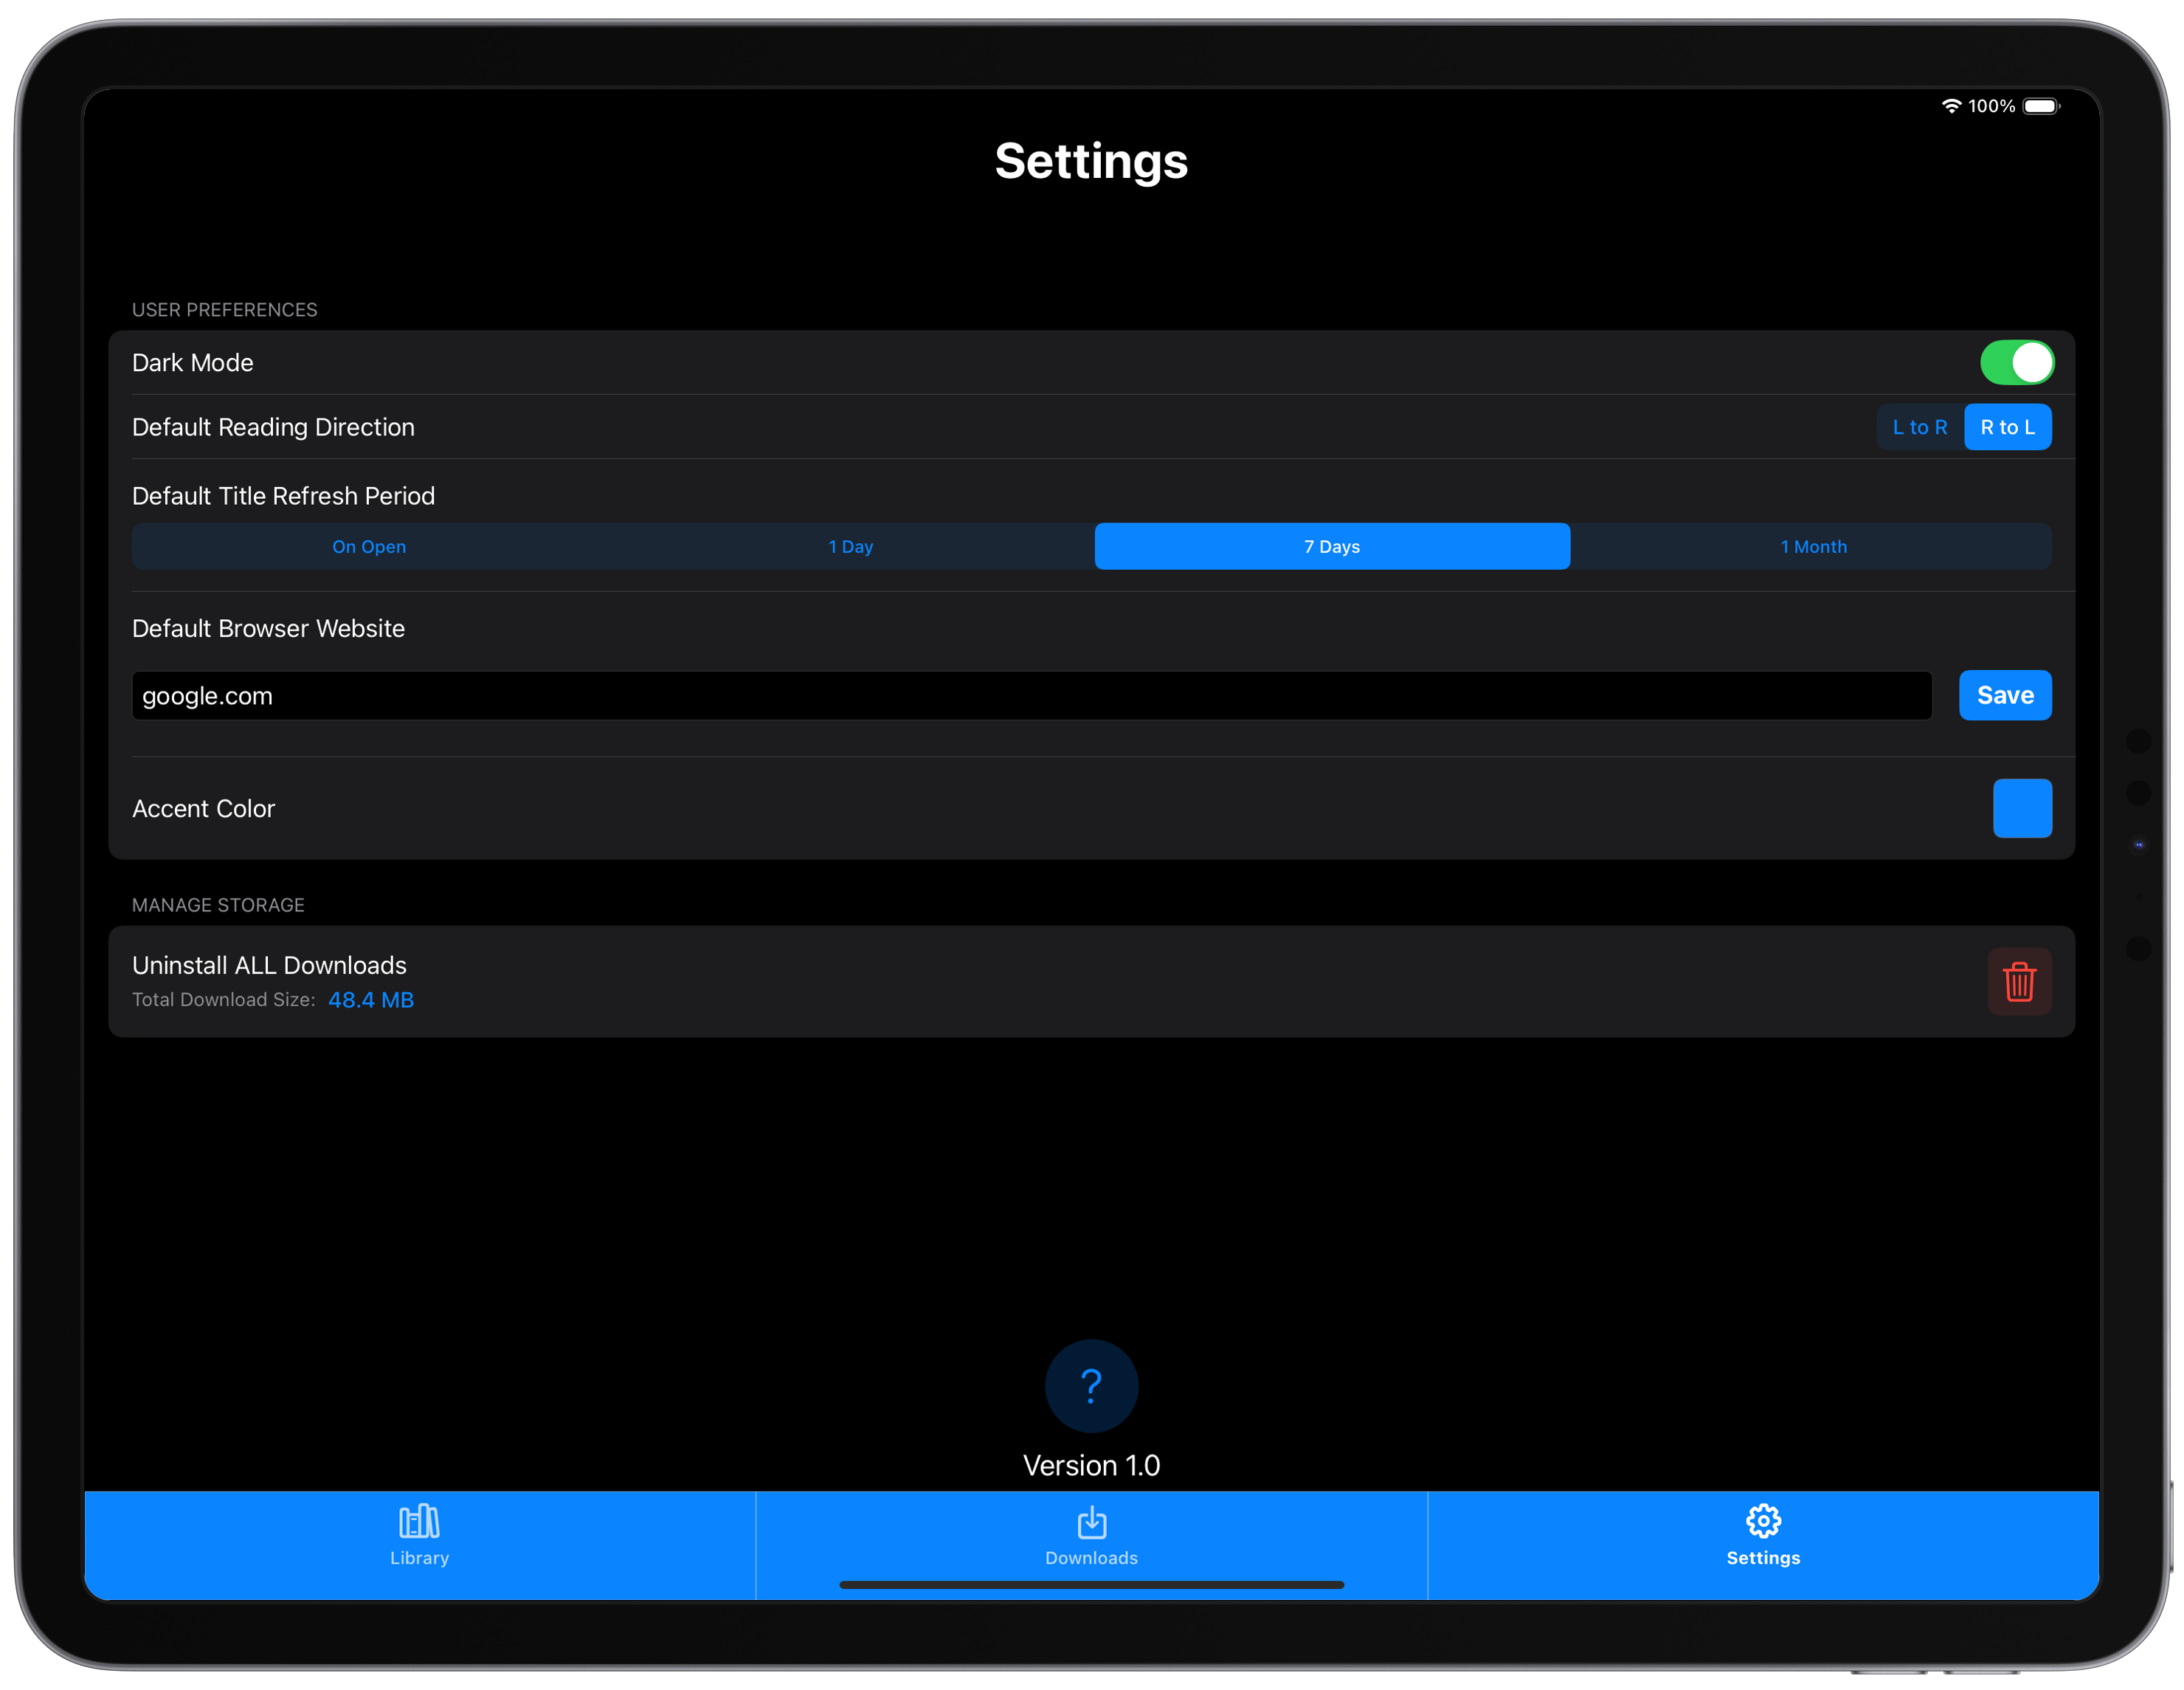 100%
Settings
USER PREFERENCES
Dark Mode
Default Reading Direction
L to R
R to L
Default Title Refresh Period
On Open
1 Day
7 Days
1 Month
Default Browser Website
google.com
Save
Accent Color
MANAGE STORAGE
Uninstall ALL Downloads
Total Download Size: 48.4 MB
?
Version 1.0
Library
Downloads
Settings